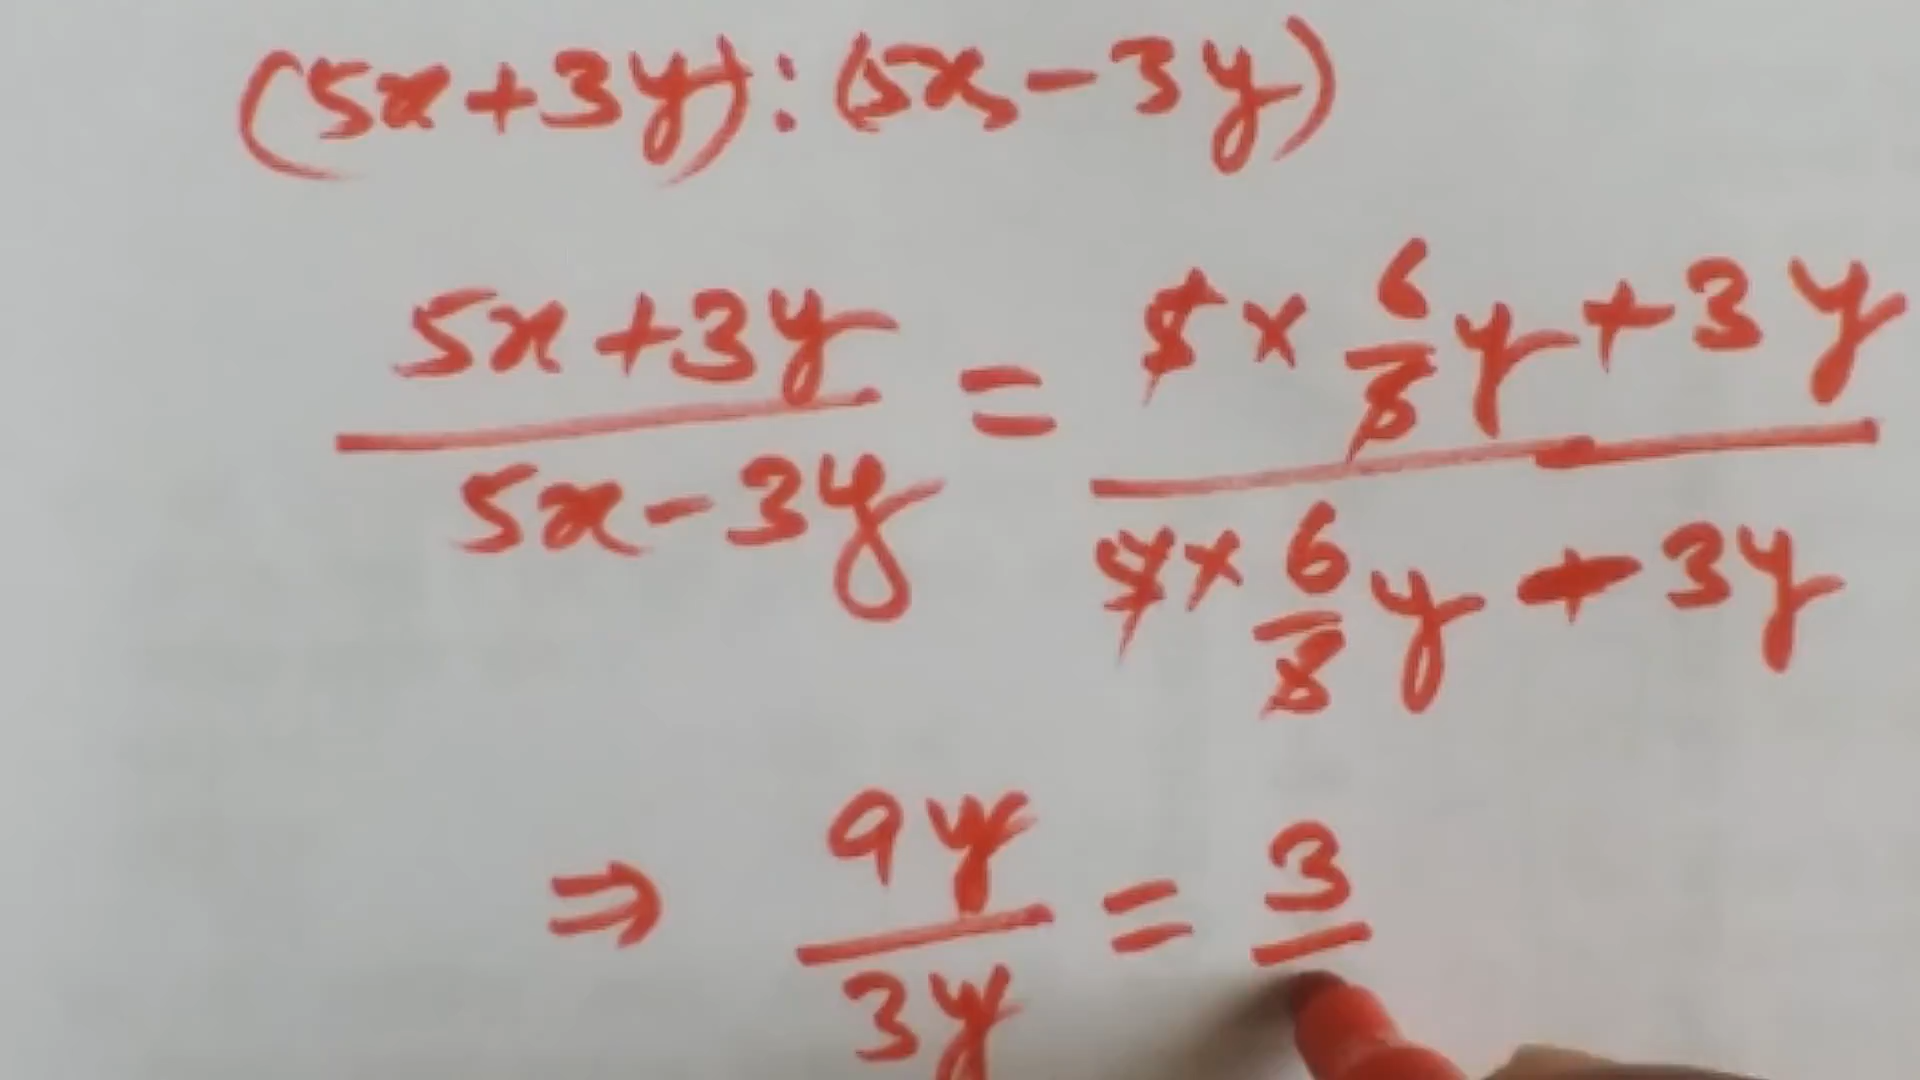 (5x+3y):(5x-3y)
5x+3y / 5x-3y = 5× 6/5 y+3y / 5× 6/5 y+3y
⇒ 9y / 3y = 3 /